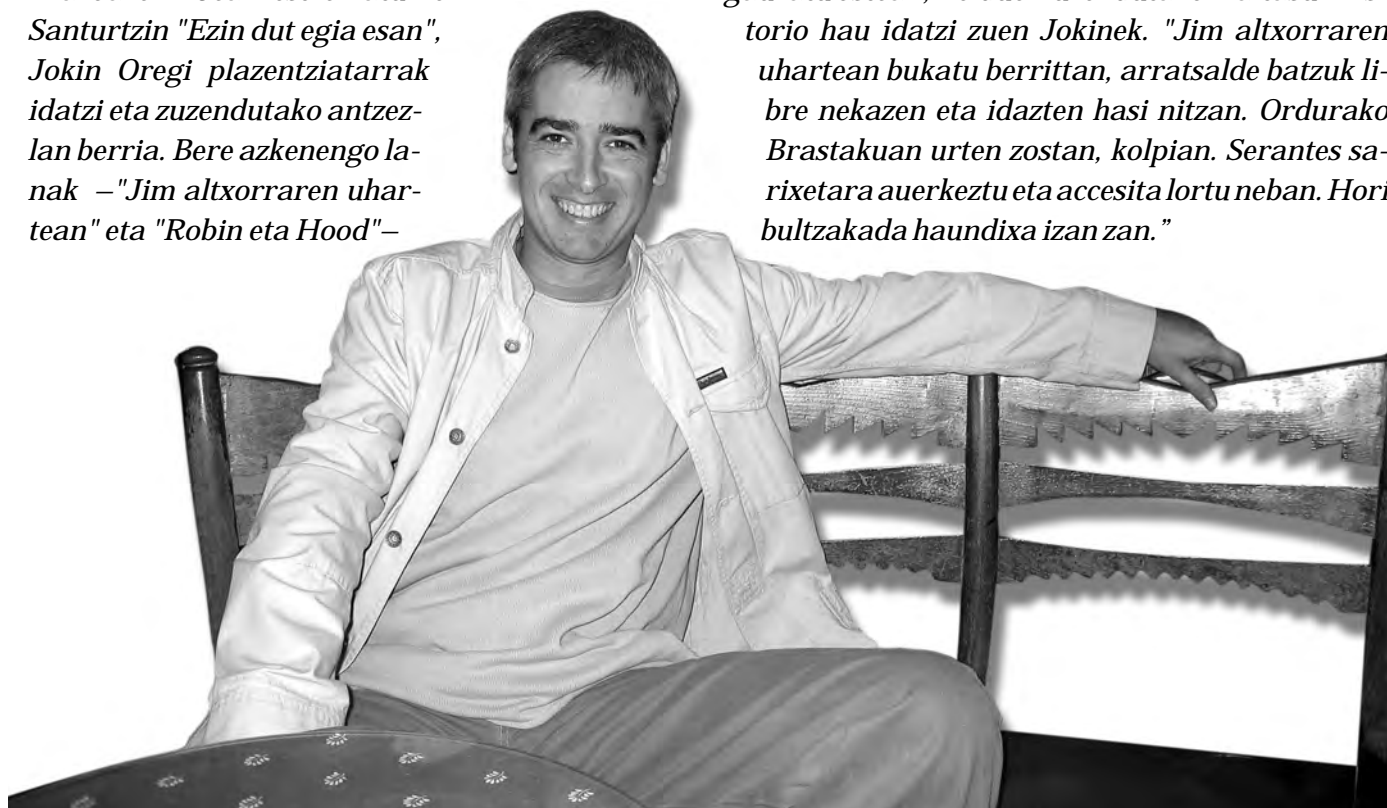 Santurtzin "Ezin dut egia esan",
Jokin Oregi plazentziatarrak
idatzi eta zuzendutako antzez-
lan berria. Bere azkenengo la-
nak –"Jim altxorraren uhar-
tean" eta "Robin eta Hood"–
torio hau idatzi zuen Jokinek. "Jim altxorraren
uhartean bukatu berrittan, arratsalde batzuk li-
bre nekazen eta idazten hasi nitzan. Ordurako
Brastakuan urten zostan, kolpian. Serantes sa-
rixetara auerkeztu eta accesita lortu neban. Hori
bultzakada haundixa izan zan.”